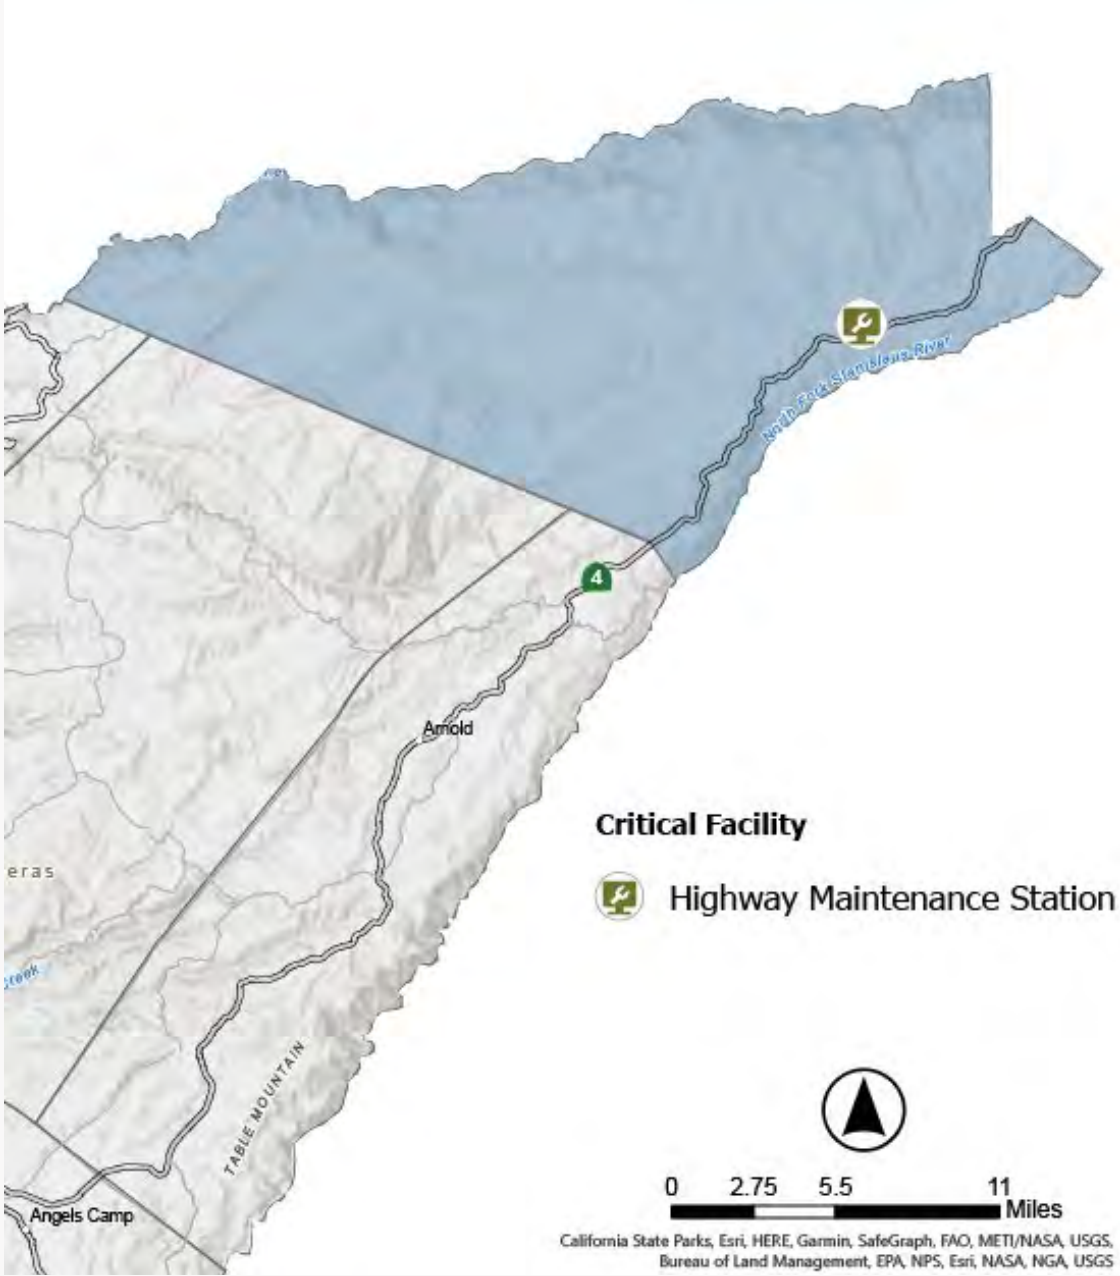 North Fork Stanislaus River
4
Arnold
Critical Facility
Highway Maintenance Station
eras
creek
TABLE MOUNTAIN
0 2.75 5.5 11
Miles
Angels Camp
California State Parks, Esri, HERE, Garmin, SafeGraph, FAO, METI/NASA, USGS,
Bureau of Land Management, EPA, NPS, Esri, NASA, NGA, USGS